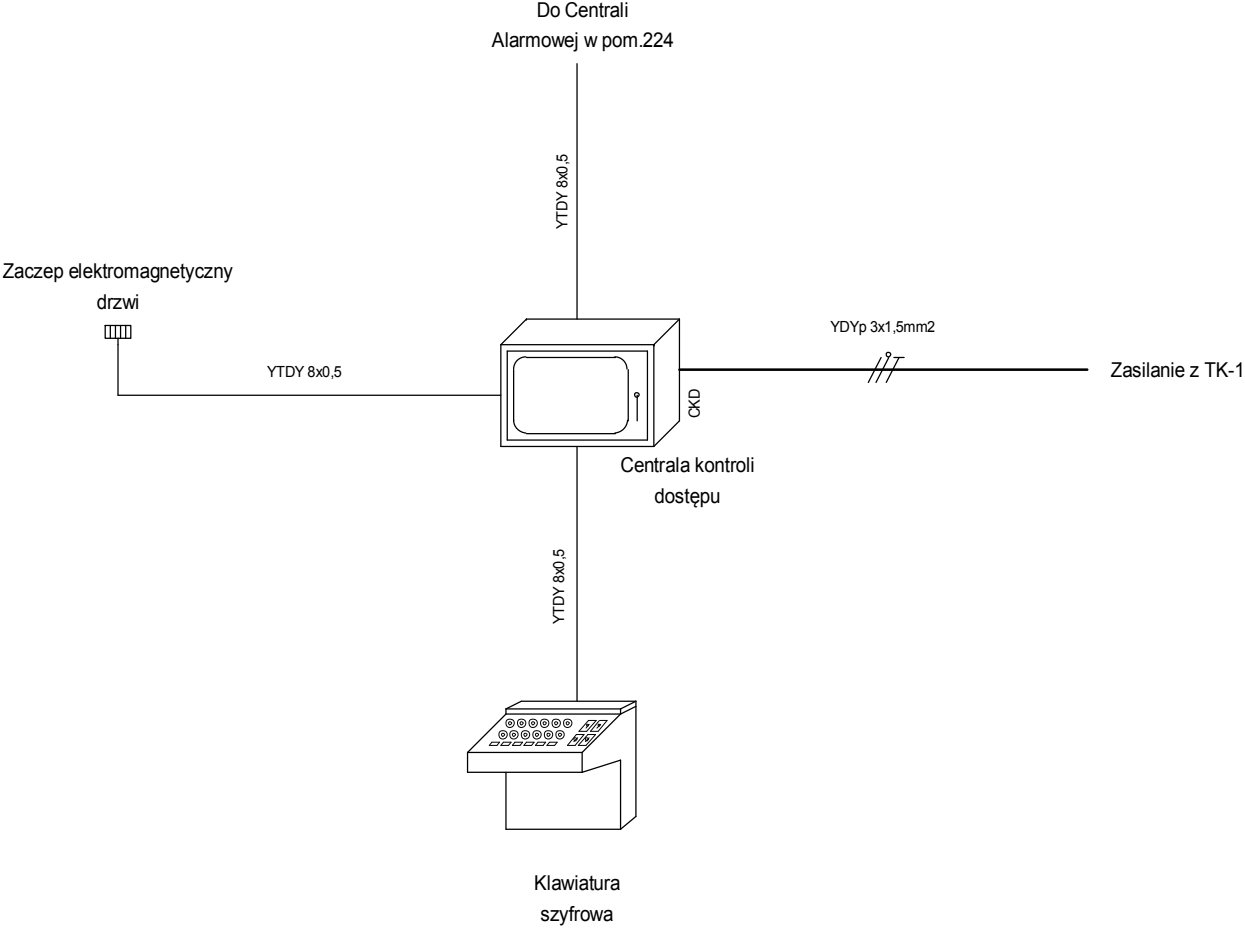 Do Centrali
Alarmowej w pom.224
YTDY 8x0,5
Zaczep elektromagnetyczny
drzwi
YTDY 8x0,5
YDYp 3x1,5mm2
Zasilanie z TK-1
CKD
Centrala kontroli
dostępu
YTDY 8x0,5
Klawiatura
szyfrowa